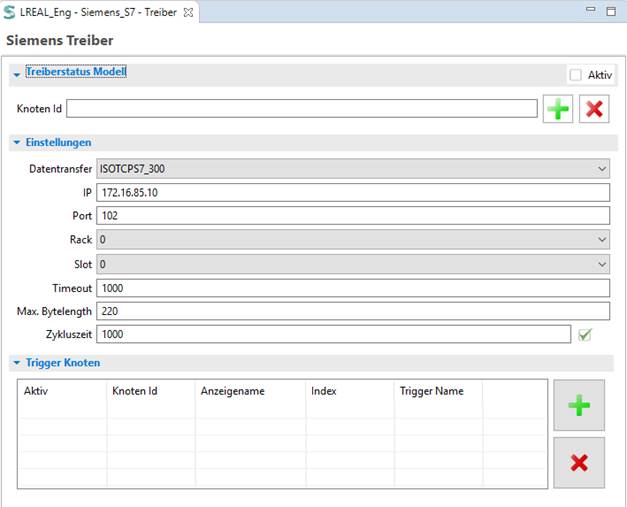 LREAL_Eng - Siemens_S7 - Treiber
Siemens Treiber
Treiberstatus Modell
Aktiv
Knoten Id
Einstellungen
Datentransfer ISOTCPS7_300
IP 172.16.85.10
Port 102
Rack 0
Slot 0
Timeout 1000
Max. Bytelength 220
Zykluszeit 1000
Trigger Knoten
Aktiv Knoten Id Anzeigename Index Trigger Name